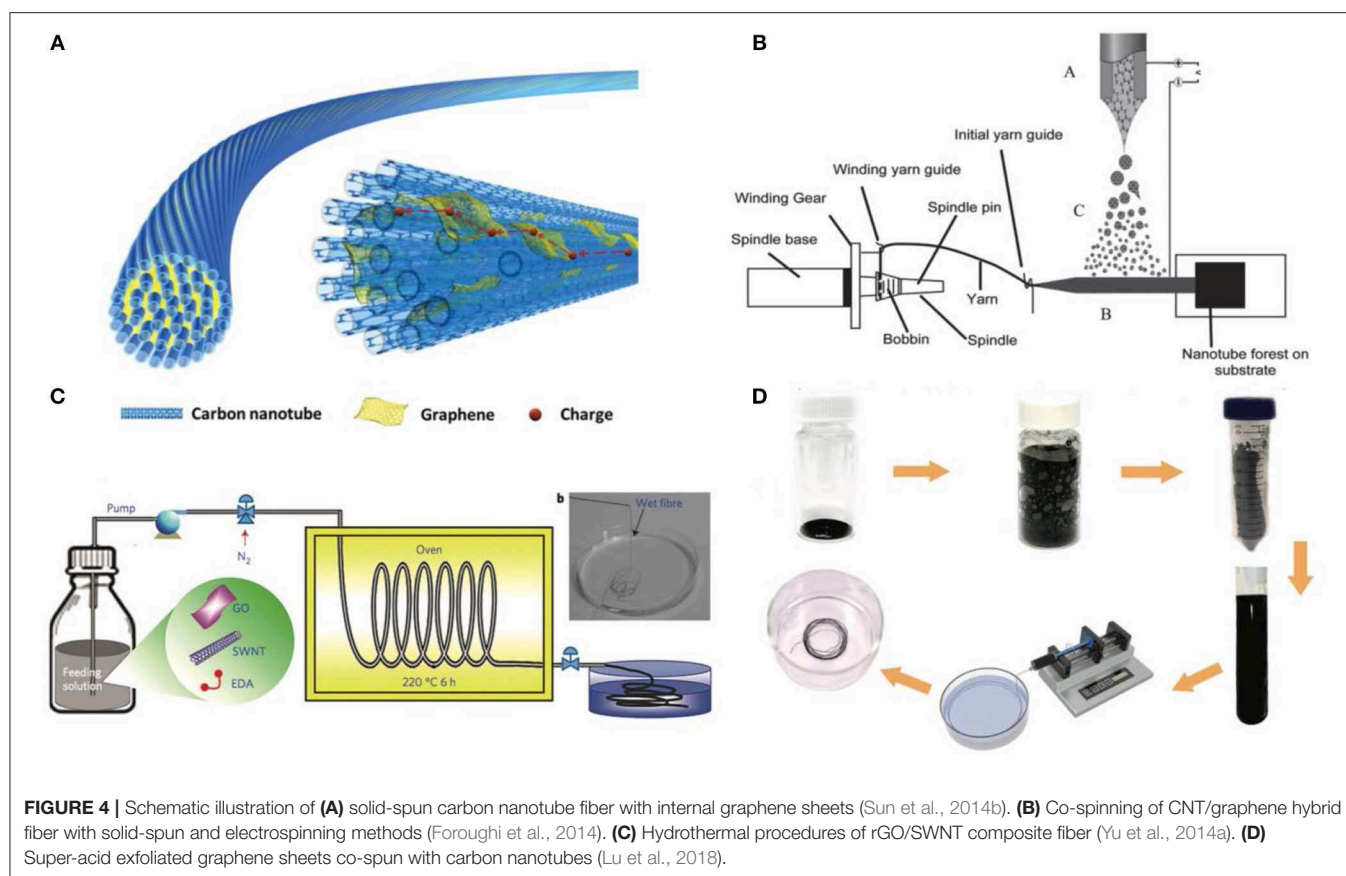 A
B
A
Initial yarn guide
Winding yarn guide
Winding Gear
Spindle pin
C
Spindle base
Yarn
B
Bobbin
Spindle
Nanotube forest on
substrate
C
Carbon nanotube
Graphene
Charge
D
Pump
N2
Oven
b
Wet fibre
GO
SWNT
EDA
Feeding
solution
220 °C 6 h
FIGURE 4 | Schematic illustration of (A) solid-spun carbon nanotube fiber with internal graphene sheets (Sun et al., 2014b). (B) Co-spinning of CNT/graphene hybrid
fiber with solid-spun and electrospinning methods (Foroughi et al., 2014). (C) Hydrothermal procedures of rGO/SWNT composite fiber (Yu et al., 2014a). (D)
Super-acid exfoliated graphene sheets co-spun with carbon nanotubes (Lu et al., 2018).